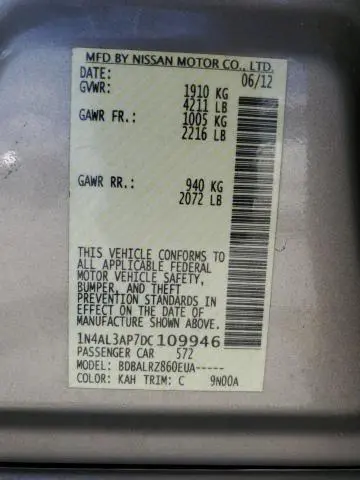 MFD BY NISSAN MOTOR CO., LTD.
DATE: 06/12
GVWR: 1910 KG
4211 LB
GAWR FR.: 1005 KG
2216 LB
GAWR RR.: 940 KG
2072 LB
THIS VEHICLE CONFORMS TO
ALL APPLICABLE FEDERAL
MOTOR VEHICLE SAFETY,
BUMPER, AND THEFT
PREVENTION STANDARDS IN
EFFECT ON THE DATE OF
MANUFACTURE SHOWN ABOVE.
1N4AL3AP7DC109946
PASSENGER CAR 572
MODEL: BDBALRZ860EUA-----
COLOR: KAH TRIM: C 9N00A